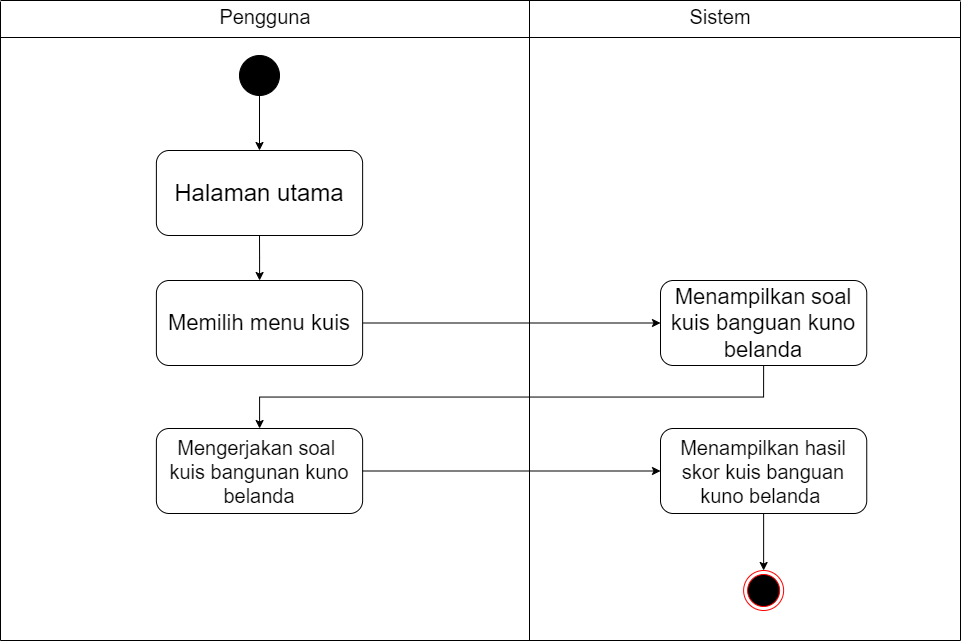 Pengguna
Sistem
Halaman utama
Memilih menu kuis
Menampilkan soal
kuis banguan kuno
belanda
Mengerjakan soal
kuis bangunan kuno
belanda
Menampilkan hasil
skor kuis banguan
kuno belanda